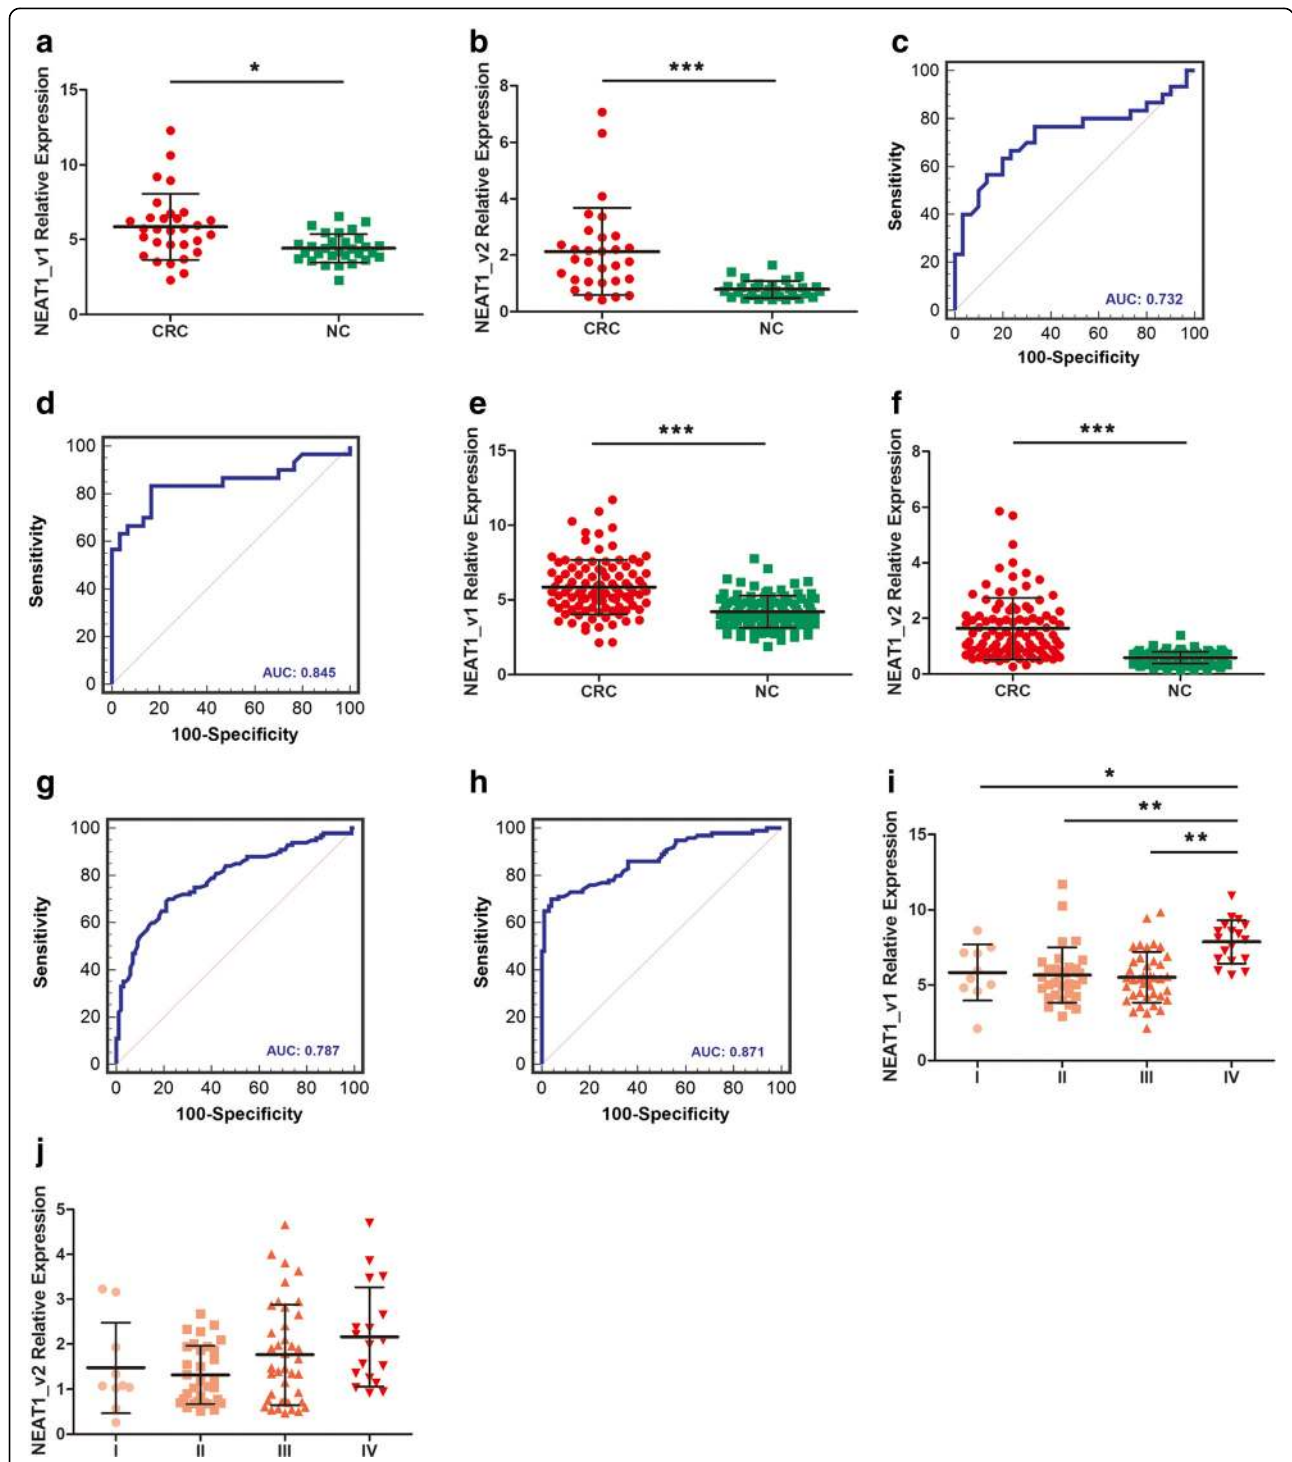 a
NEAT1_v1 Relative Expression
15
10
5
0
*
CRC
NC
b
NEAT1_v2 Relative Expression
8
6
4
2
0
***
CRC
NC
c
Sensitivity
100
80
60
40
20
0
AUC: 0.732
0 20 40 60 80 100
100-Specificity
d
Sensitivity
100
80
60
40
20
0
AUC: 0.845
0 20 40 60 80 100
100-Specificity
e
NEAT1_v1 Relative Expression
15
10
5
0
***
CRC
NC
f
NEAT1_v2 Relative Expression
8
6
4
2
0
***
CRC
NC
g
Sensitivity
100
80
60
40
20
0
AUC: 0.787
0 20 40 60 80 100
100-Specificity
h
Sensitivity
100
80
60
40
20
0
AUC: 0.871
0 20 40 60 80 100
100-Specificity
i
NEAT1_v1 Relative Expression
15
10
5
0
*
**
**
I II III IV
j
NEAT1_v2 Relative Expression
5
4
3
2
1
0
I II III IV